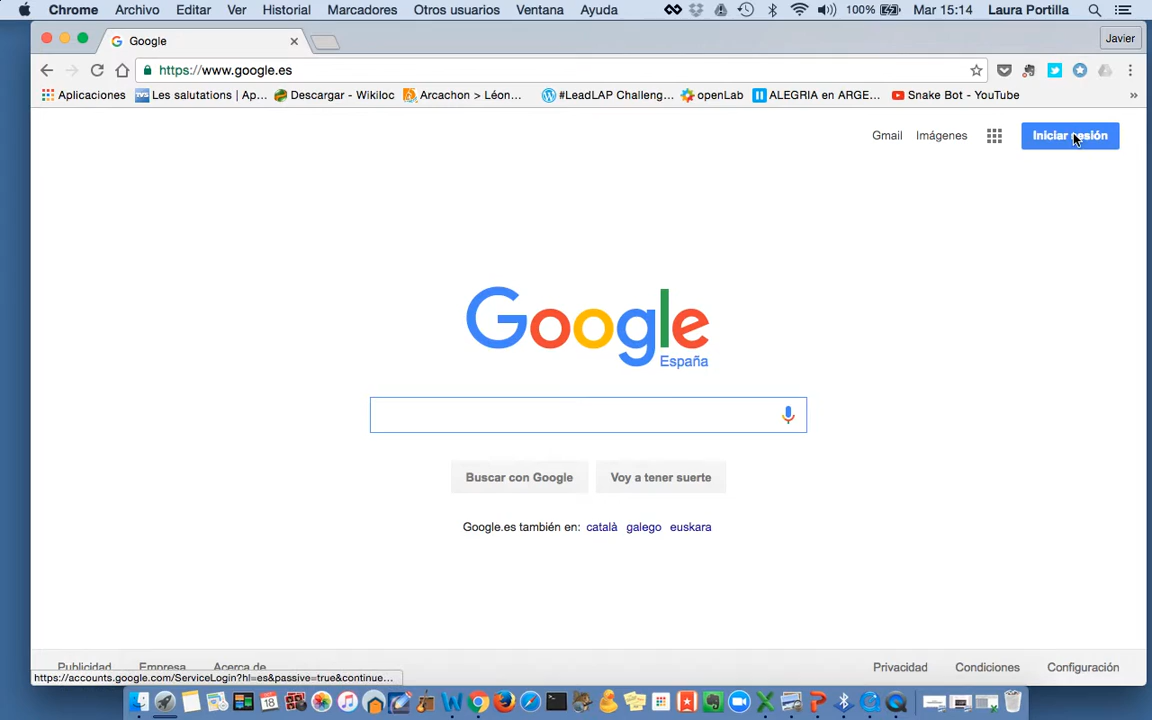 Chrome Archivo Editar Ver Historial Marcadores Otros usuarios Ventana Ayuda 100% Mar 15:14 Laura Portilla
Google Javier
https://www.google.es
Aplicaciones Les salutations | Ap... Descargar - Wikiloc Arcachon > Léon... #LeadLAP Challeng... openLab ALEGRIA en ARGE... Snake Bot - YouTube »
Gmail Imágenes Iniciar sesión
Google
España
Buscar con Google Voy a tener suerte
Google.es también en: català galego euskara
Publicidad Empresa Acerca de Privacidad Condiciones Configuración
https://accounts.google.com/ServiceLogin?hl=es&passive=true&continue...
18